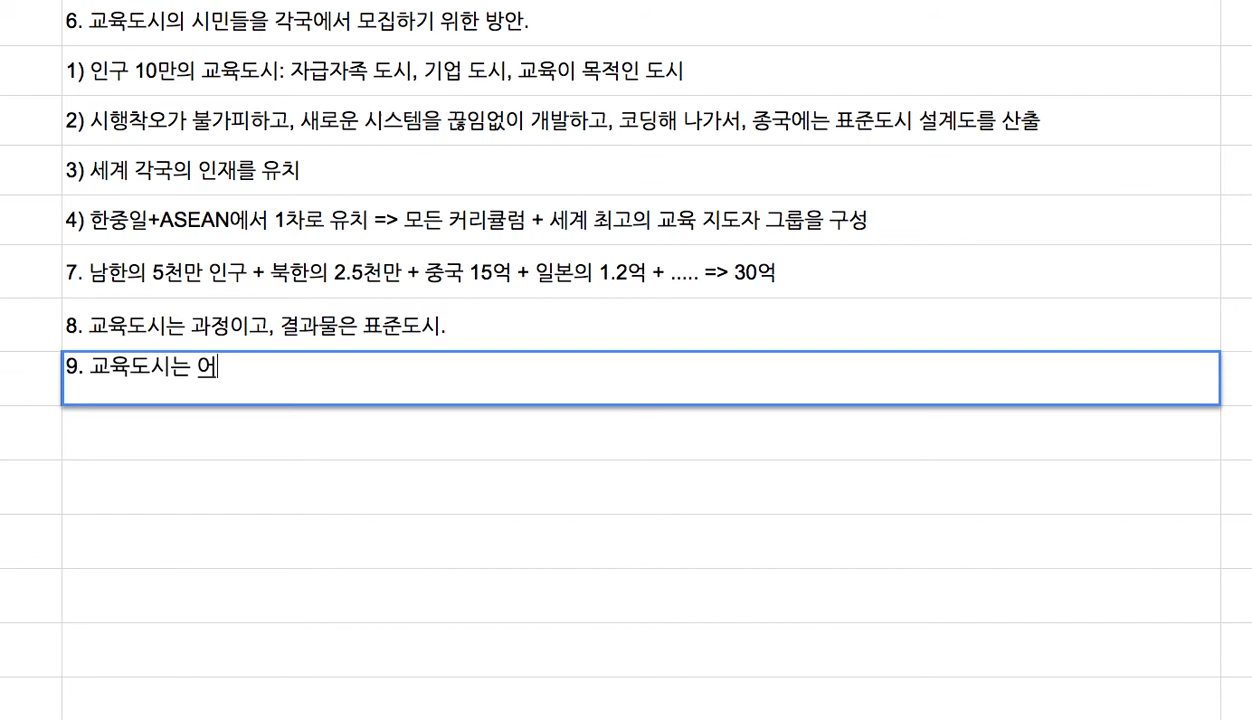 6. 교육도시의 시민들을 각국에서 모집하기 위한 방안.
1) 인구 10만의 교육도시: 자급자족 도시, 기업 도시, 교육이 목적인 도시
2) 시행착오가 불가피하고, 새로운 시스템을 끊임없이 개발하고, 코딩해 나가서, 종국에는 표준도시 설계도를 산출
3) 세계 각국의 인재를 유치
4) 한중일+ASEAN에서 1차로 유치 => 모든 커리큘럼 + 세계 최고의 교육 지도자 그룹을 구성
7. 남한의 5천만 인구 + 북한의 2.5천만 + 중국 15억 + 일본의 1.2억 + ..... => 30억
8. 교육도시는 과정이고, 결과물은 표준도시.
9. 교육도시는 어